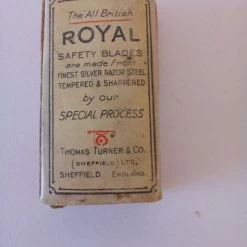 The "All British
ROYAL
SAFETY BLADES
are made from
FINEST SILVER RAZOR STEEL
TEMPERED & SHARPENED
by our
SPECIAL PROCESS
THOMAS TURNER & CO.
(SHEFFIELD) LTD.
SHEFFIELD, ENGLAND.